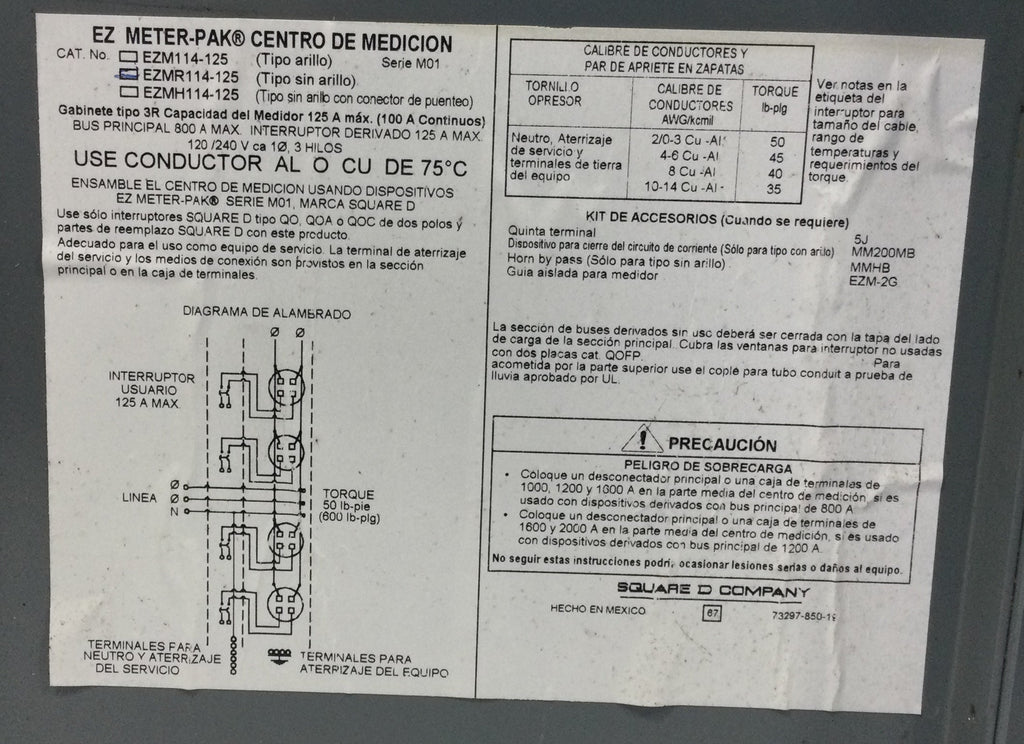 EZ METER-PAK® CENTRO DE MEDICION
CAT. No. EZM114-125 (Tipo arillo) Serie M01
EZMR114-125 (Tipo sin arillo)
EZMH114-125 (Tipo sin arillo con conector de puenteo)
Gabinete tipo 3R Capacidad del Medidor 125 A máx. (100 A Continuos)
BUS PRINCIPAL 800 A MAX. INTERRUPTOR DERIVADO 125 A MAX.
120 /240 V ca 1Ø, 3 HILOS
USE CONDUCTOR AL O CU DE 75°C
ENSAMBLE EL CENTRO DE MEDICION USANDO DISPOSITIVOS
EZ METER-PAK® SERIE M01, MARCA SQUARE D
Use sólo interruptores SQUARE D tipo QO, QOA o QOC de dos polos y
partes de reemplazo SQUARE D con este producto.
Adecuado para el uso como equipo de servicio. La terminal de aterrizaje
del servicio y los medios de conexión son provistos en la sección
principal o en la caja de terminales.
DIAGRAMA DE ALAMBRADO
Ø Ø
INTERRUPTOR
USUARIO
125 A MAX.
LINEA
Ø
Ø
N
TORQUE
50 lb-pie
(600 lb-plg)
TERMINALES PARA
NEUTRO Y ATERRIZAJE
DEL SERVICIO
TERMINALES PARA
ATERRIZAJE DEL EQUIPO
CALIBRE DE CONDUCTORES Y
PAR DE APRIETE EN ZAPATAS
TORNILLO
OPRESOR
CALIBRE DE
CONDUCTORES
AWG/kcmil
TORQUE
lb-plg
Neutro, Aterrizaje
de servicio y
terminales de tierra
del equipo
2/0-3 Cu -Al- 50
4-6 Cu -Al- 45
8 Cu -Al- 40
10-14 Cu -Al - 35
Ver notas en la
etiqueta del
interruptor para
tamaño del cable,
rango de
temperaturas y
requerimientos del
torque.
KIT DE ACCESORIOS (Cuando se requiere)
Quinta terminal 5J
Dispositivo para cierre del circuito de corriente (Sólo para tipo con arillo) MM200MB
Horn by pass (Sólo para tipo sin arillo) MMHB
Guia aislada para medidor EZM-2G
La sección de buses derivados sin uso deberá ser cerrada con la tapa del lado
de carga de la sección principal. Cubra las ventanas para interruptor no usadas
con dos placas cat. QOFP. Para
acometida por la parte superior use el cople para tubo conduit a prueba de
lluvia aprobado por UL.
PRECAUCIÓN
PELIGRO DE SOBRECARGA
• Coloque un desconectador principal o una caja de terminales de
1000, 1200 y 1600 A en la parte media del centro de medición, si es
usado con dispositivos derivados con bus principal de 800 A.
• Coloque un desconectador principal o una caja de terminales de
1600 y 2000 A en la parte media del centro de medición, si es usado
con dispositivos derivados con bus principal de 1200 A.
No seguir estas instrucciones podría ocasionar lesiones serias o daños al equipo.
SQUARE D COMPANY
HECHO EN MEXICO 67 73297-850-19